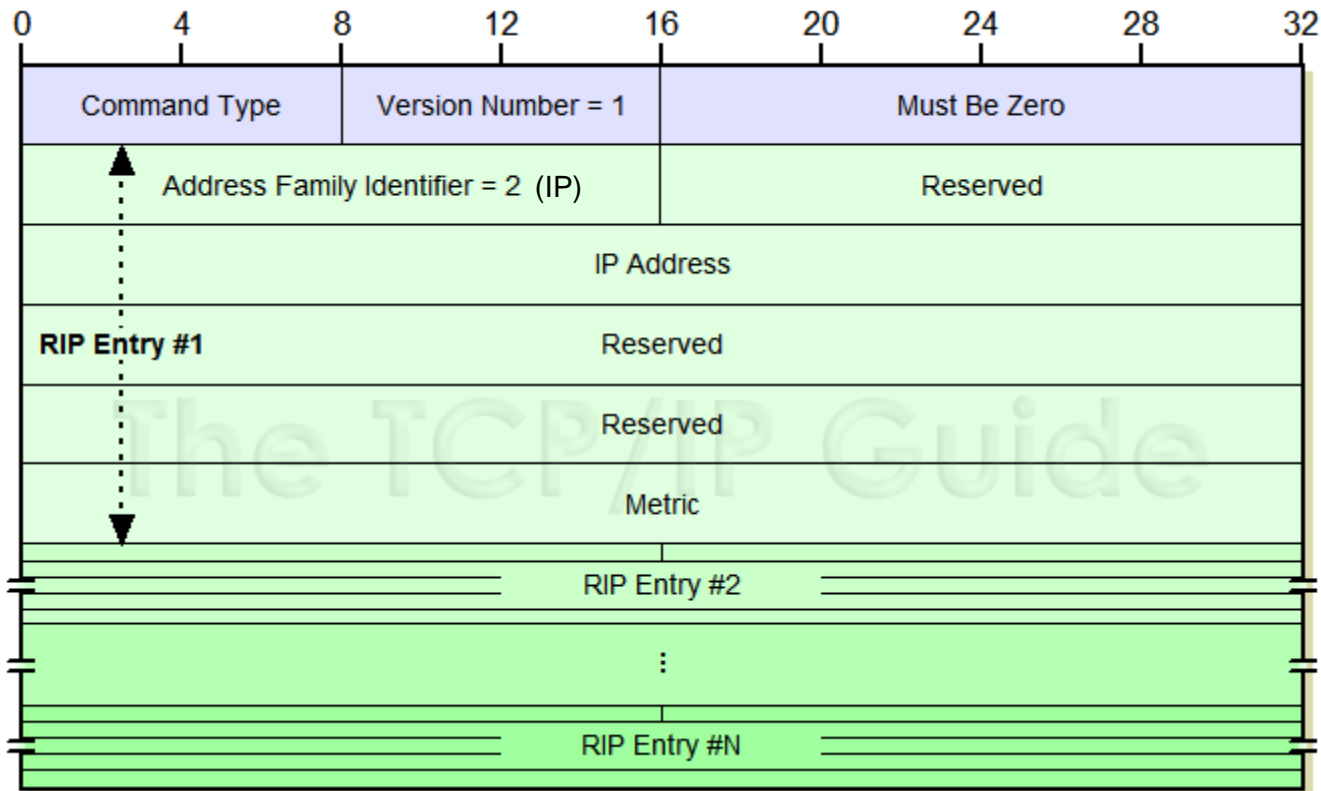 0 4 8 12 16 20 24 28 32
Command Type Version Number = 1 Must Be Zero
Address Family Identifier = 2 (IP) Reserved
IP Address
RIP Entry #1 Reserved
Reserved
The TCP/IP Guide
Metric
RIP Entry #2
⋮
RIP Entry #N